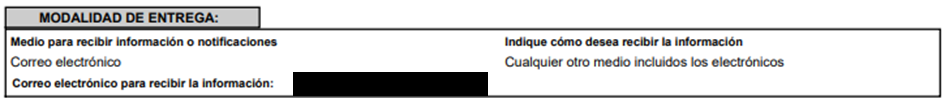 MODALIDAD DE ENTREGA:
Medio para recibir información o notificaciones
Indique cómo desea recibir la información
Correo electrónico
Cualquier otro medio incluidos los electrónicos
Correo electrónico para recibir la información: